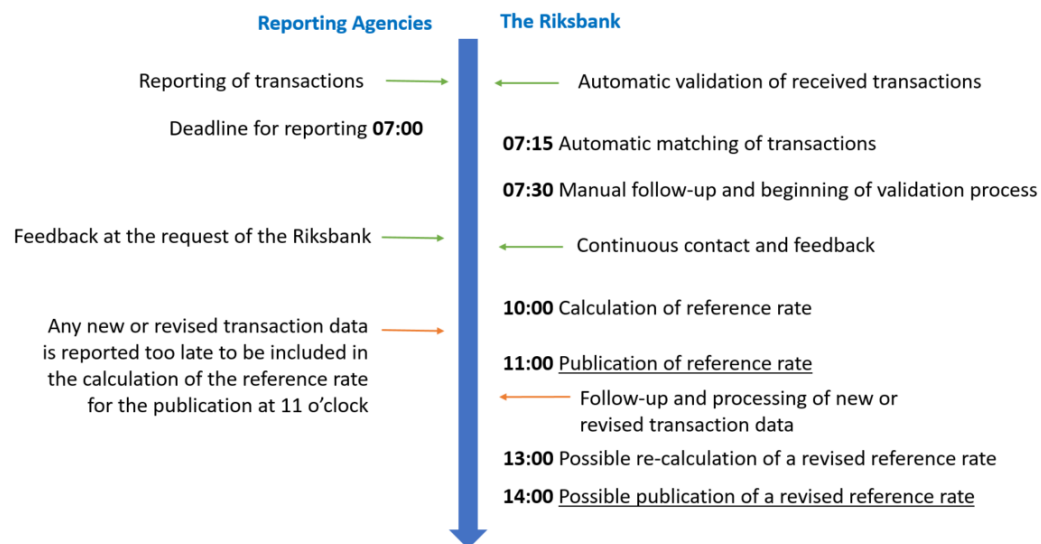 Reporting Agencies
The Riksbank
Reporting of transactions
Automatic validation of received transactions
Deadline for reporting 07:00
07:15 Automatic matching of transactions
07:30 Manual follow-up and beginning of validation process
Feedback at the request of the Riksbank
Continuous contact and feedback
10:00 Calculation of reference rate
Any new or revised transaction data
is reported too late to be included in
the calculation of the reference rate
for the publication at 11 o’clock
11:00 Publication of reference rate
Follow-up and processing of new or
revised transaction data
13:00 Possible re-calculation of a revised reference rate
14:00 Possible publication of a revised reference rate